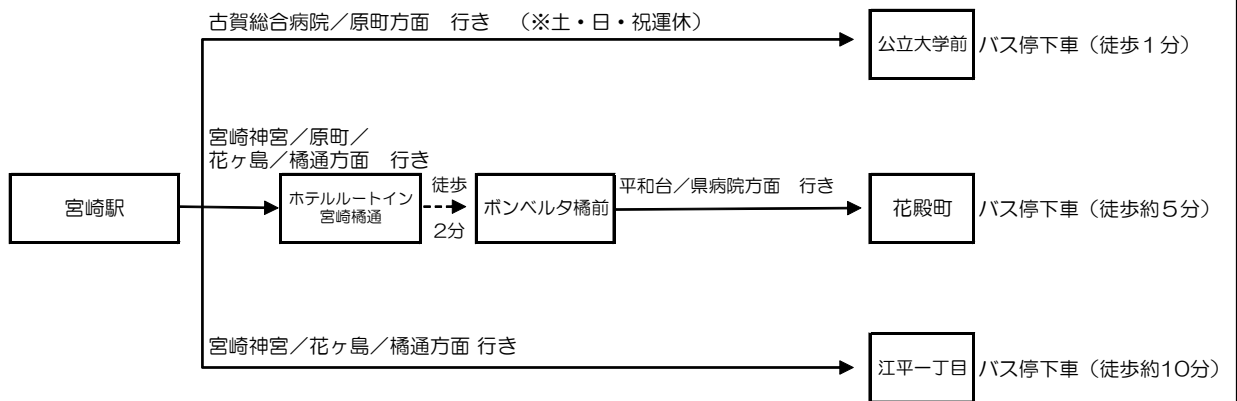 古賀総合病院／原町方面　行き　（※土・日・祝運休）
公立大学前
バス停下車（徒歩１分）
宮崎神宮／原町／
花ヶ島／橘通方面　行き
宮崎駅
ホテルルートイン
宮崎橘通
徒歩
2分
ボンベルタ橘前
平和台／県病院方面　行き
花殿町
バス停下車（徒歩約５分）
宮崎神宮／花ヶ島／橘通方面 行き
江平一丁目
バス停下車（徒歩約10分）